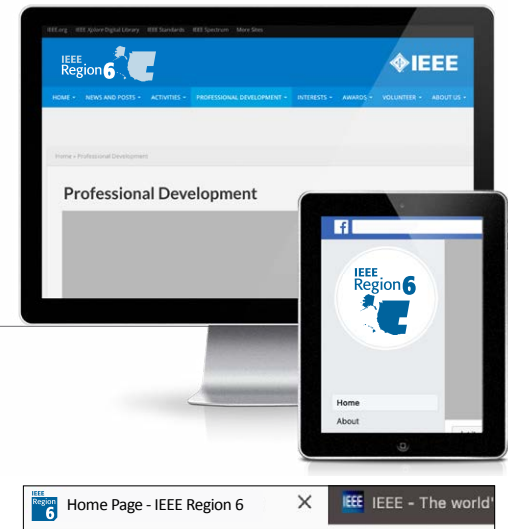 IEEE.org IEEE Xplore Digital Library IEEE Standards IEEE Spectrum More Sites
IEEE
Region 6
IEEE
HOME NEWS AND POSTS ACTIVITIES PROFESSIONAL DEVELOPMENT INTERESTS AWARDS VOLUNTEER ABOUT US
Home » Professional Development
Professional Development
f
IEEE
Region 6
Home
About
IEEE
Region
6
Home Page - IEEE Region 6 ×
IEEE IEEE - The world'